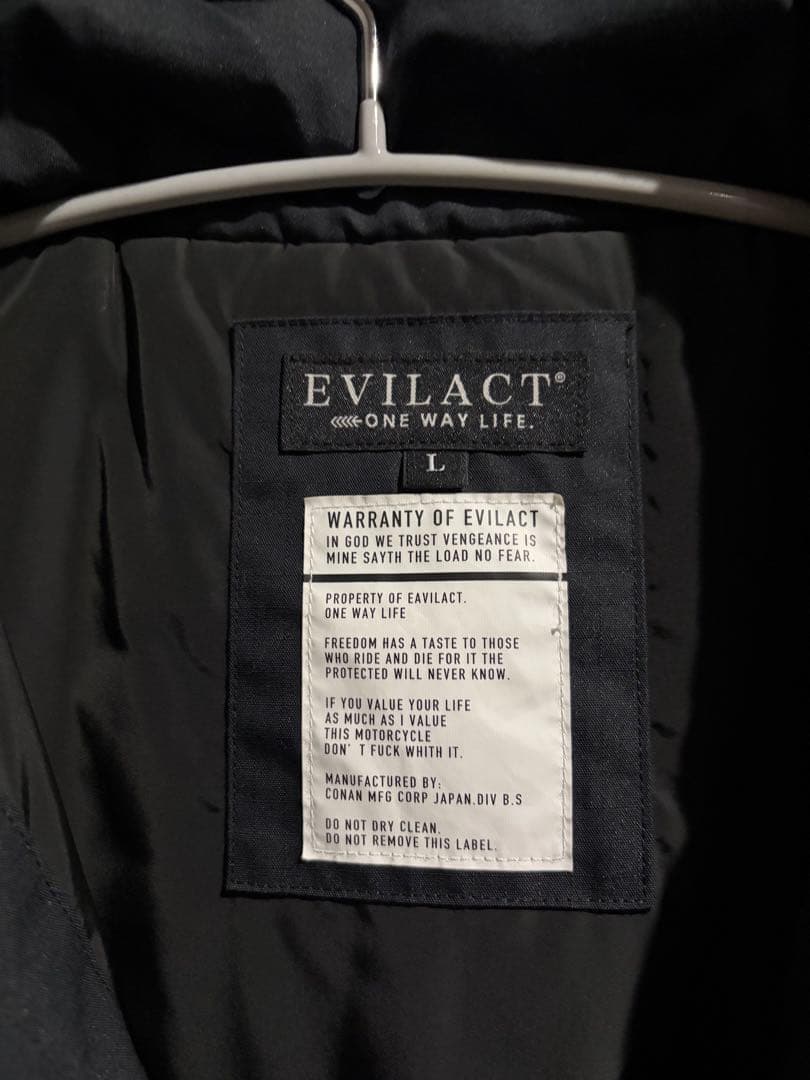 EVILACT®
ONE WAY LIFE.
L
WARRANTY OF EVILACT
IN GOD WE TRUST VENGEANCE IS
MINE SAYTH THE LOAD NO FEAR.
PROPERTY OF EAVILACT.
ONE WAY LIFE
FREEDOM HAS A TASTE TO THOSE
WHO RIDE AND DIE FOR IT THE
PROTECTED WILL NEVER KNOW.
IF YOU VALUE YOUR LIFE
AS MUCH AS I VALUE
THIS MOTORCYCLE
DON' T FUCK WHITH IT.
MANUFACTURED BY:
CONAN MFG CORP JAPAN.DIV B.S
DO NOT DRY CLEAN.
DO NOT REMOVE THIS LABEL.